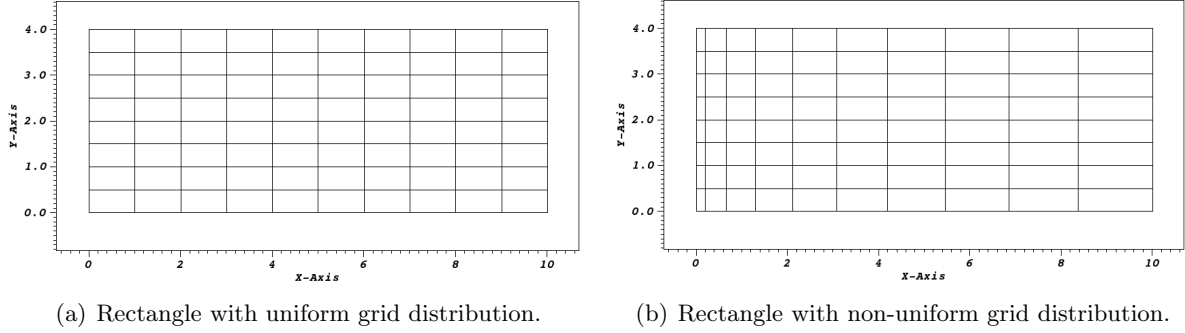 4.0
3.0
2.0
1.0
0.0
Y-Axis
0 2 4 6 8 10
X-Axis
(a) Rectangle with uniform grid distribution.
4.0
3.0
2.0
1.0
0.0
Y-Axis
0 2 4 6 8 10
X-Axis
(b) Rectangle with non-uniform grid distribution.